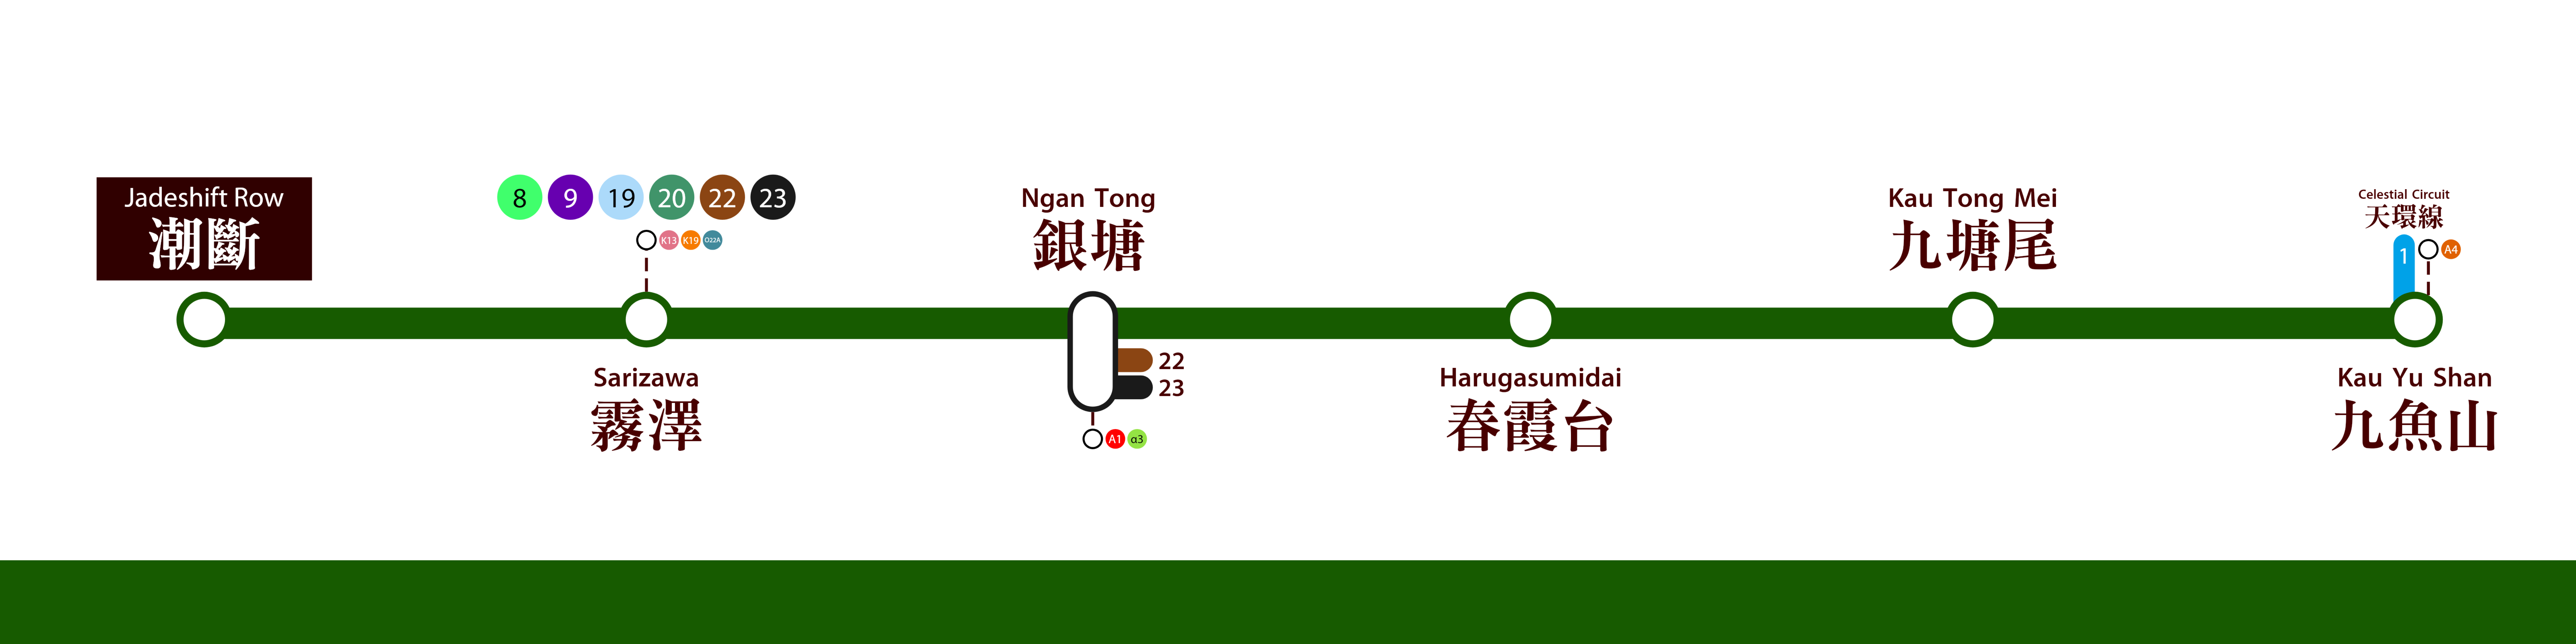 Jadeshift Row
潮斷
8 9 19 20 22 23
K13 K19 O22A
Sarizawa
霧澤
Ngan Tong
銀塘
22
23
A1 α3
Harugasumidai
春霞台
Kau Tong Mei
九塘尾
Celestial Circuit
天環線
1 A4
Kau Yu Shan
九魚山